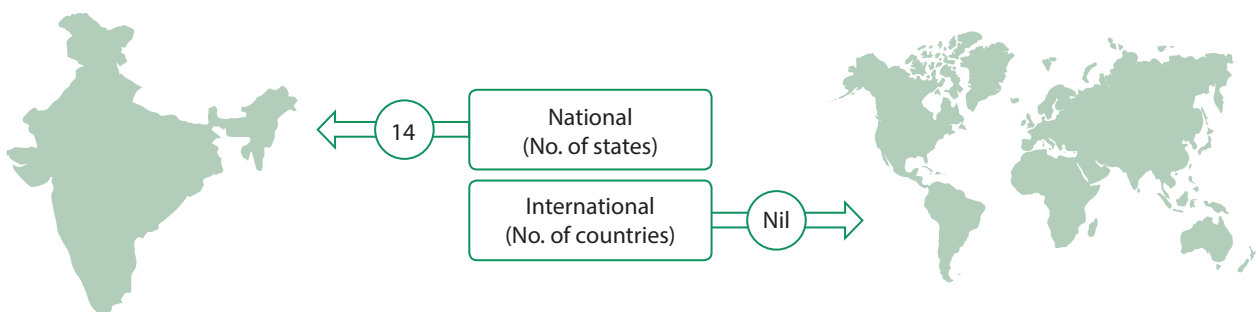 14
National
(No. of states)
International
(No. of countries)
Nil